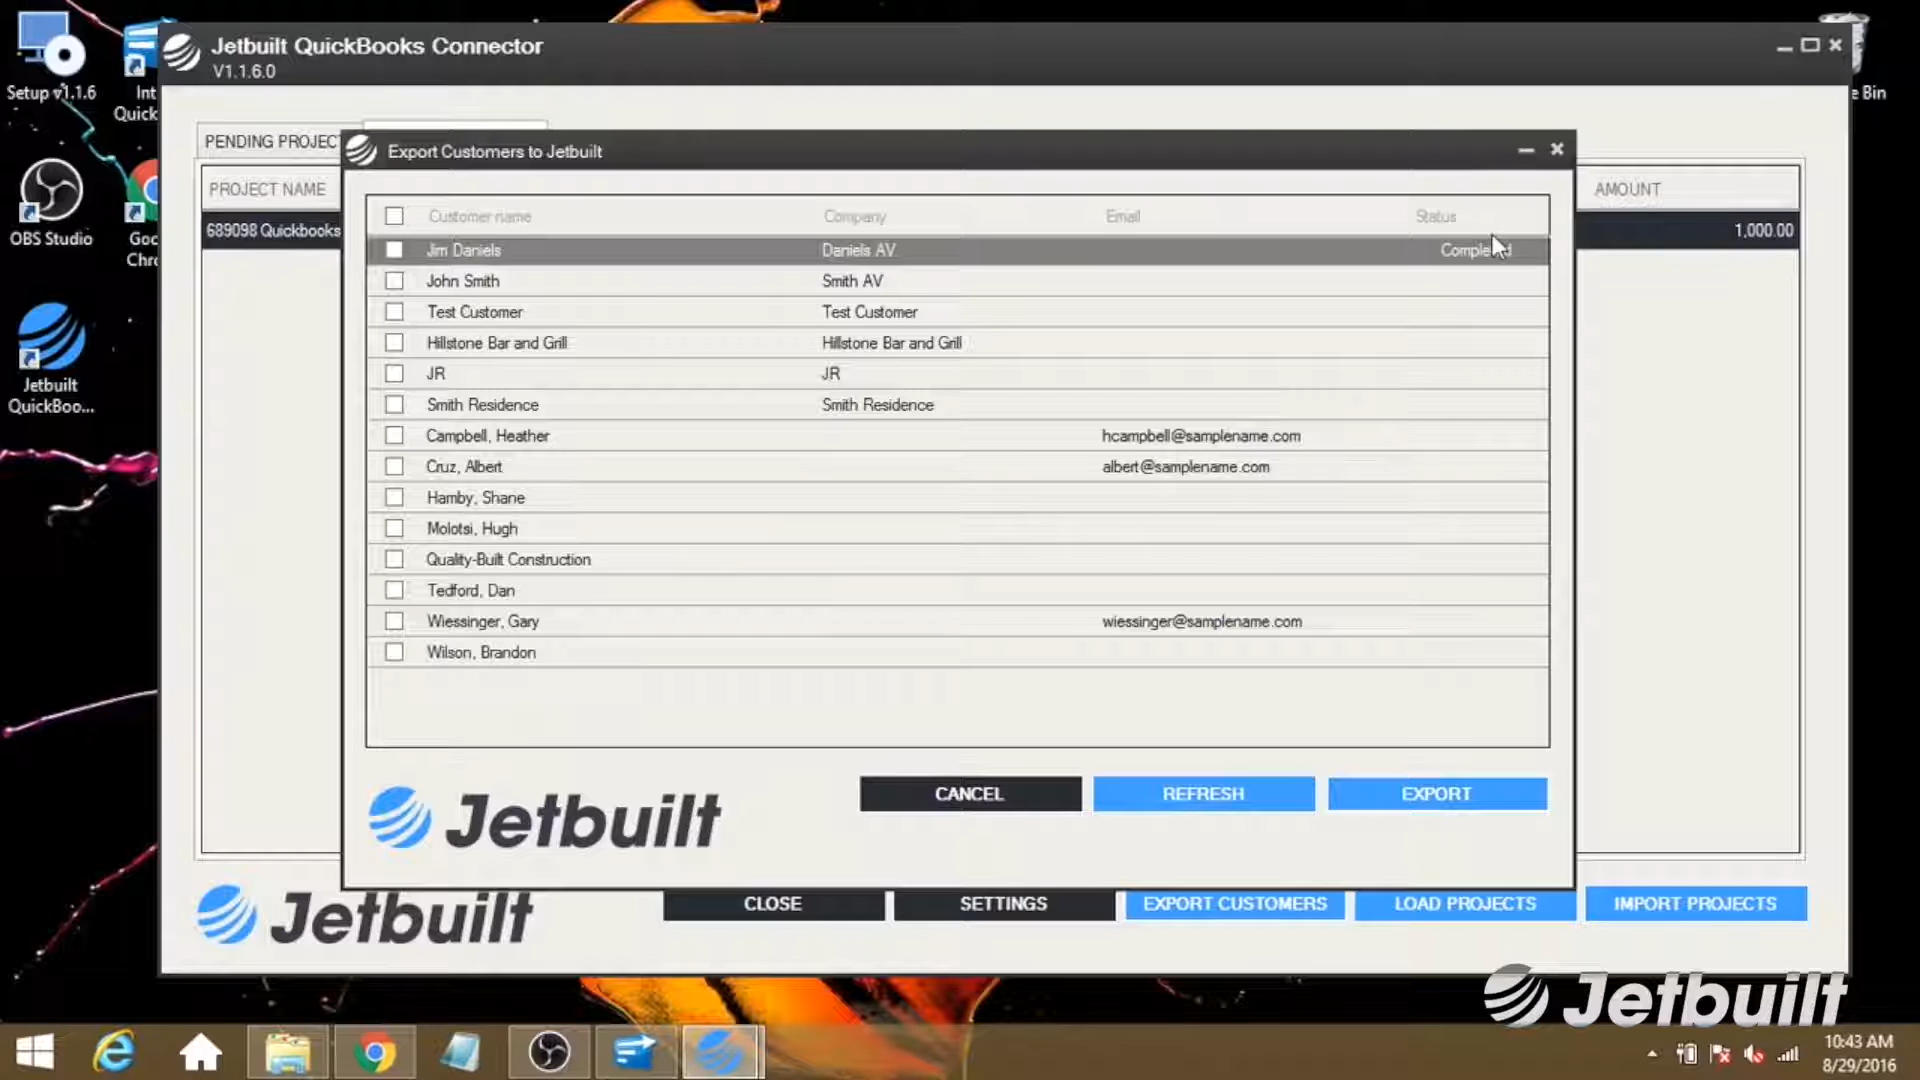 Jetbuilt QuickBooks Connector
V1.1.6.0
Setup v1.1.6
Int
Quick
e Bin
PENDING PROJECT
Export Customers to Jetbuilt
PROJECT NAME
AMOUNT
Customer name Company Email Status
689098 Quickbooks
1,000.00
Jim Daniels Daniels AV
John Smith Smith AV
Test Customer Test Customer
Hillstone Bar and Grill Hillstone Bar and Grill
JR JR
Smith Residence Smith Residence
Campbell, Heather hcampbell@samplename.com
Cruz, Albert albert@samplename.com
Hamby, Shane
Molotsi, Hugh
Quality-Built Construction
Tedford, Dan
Wiessinger, Gary wiessinger@samplename.com
Wilson, Brandon
OBS Studio
Goo
Chro
Jetbuilt
QuickBoo...
CANCEL REFRESH EXPORT
Jetbuilt
CLOSE SETTINGS EXPORT CUSTOMERS LOAD PROJECTS IMPORT PROJECTS
Jetbuilt
Jetbuilt
10:43 AM
8/29/2016